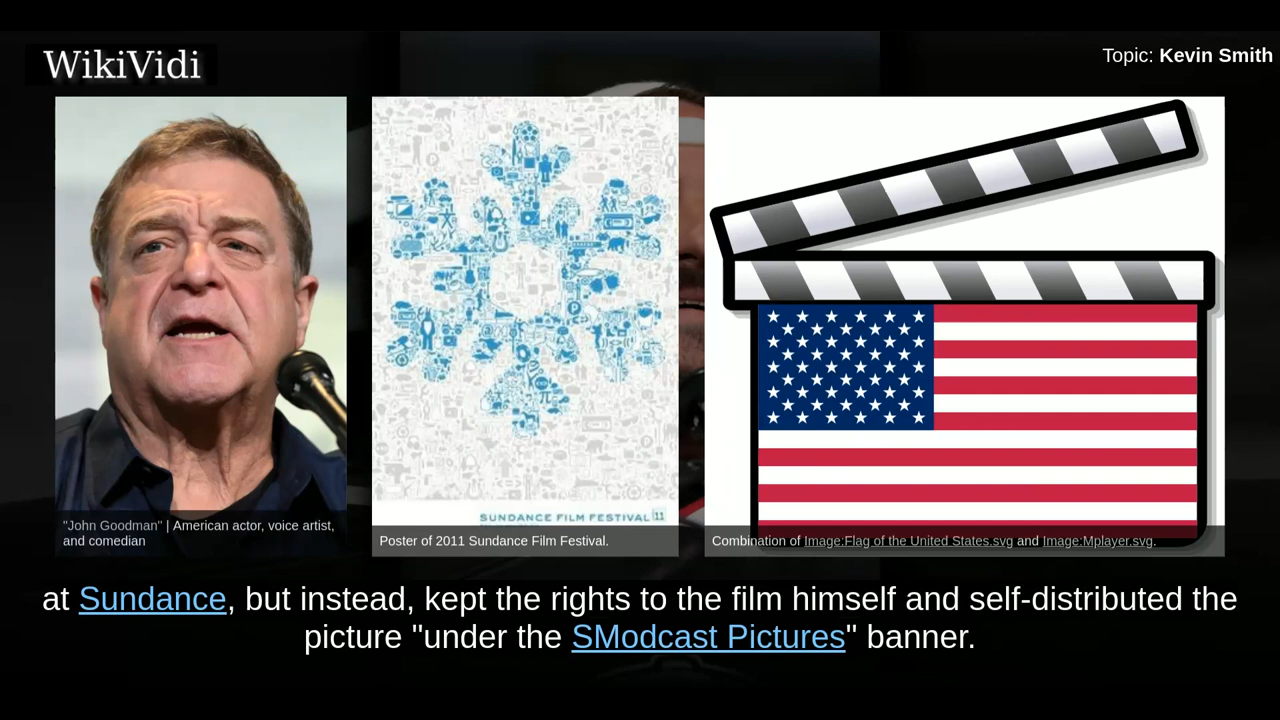 WikiVidi
Topic: Kevin Smith
"John Goodman" | American actor, voice artist,
and comedian
SUNDANCE FILM FESTIVAL 11
Poster of 2011 Sundance Film Festival.
Combination of Image:Flag of the United States.svg and Image:Mplayer.svg.
at Sundance, but instead, kept the rights to the film himself and self-distributed the
picture "under the SModcast Pictures" banner.